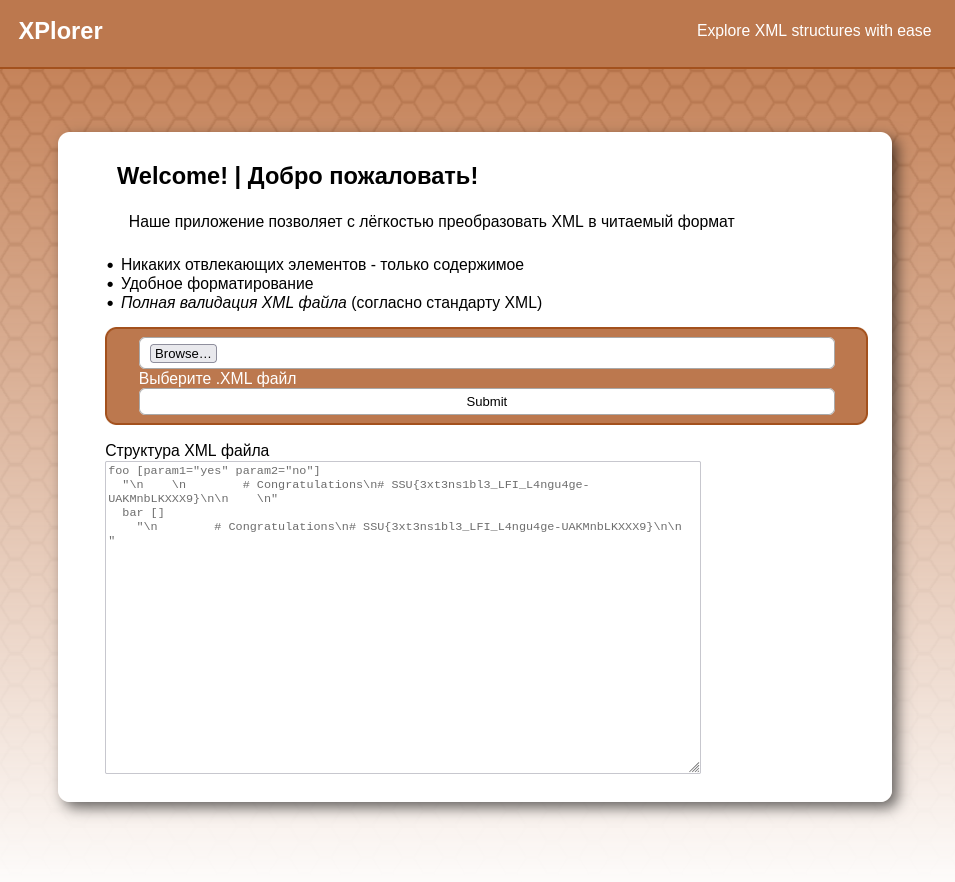 XPlorer
Explore XML structures with ease
Welcome! | Добро пожаловать!
Наше приложение позволяет с лёгкостью преобразовать XML в читаемый формат
• Никаких отвлекающих элементов - только содержимое
• Удобное форматирование
• Полная валидация XML файла (согласно стандарту XML)
Browse…
Выберите .XML файл
Submit
Структура XML файла
foo [param1="yes" param2="no"]
"\n    \n        # Congratulations\n# SSU{3xt3ns1bl3_LFI_L4ngu4ge-
UAKMnbLKXXX9}\n\n    \n"
bar []
"\n        # Congratulations\n# SSU{3xt3ns1bl3_LFI_L4ngu4ge-UAKMnbLKXXX9}\n\n
"